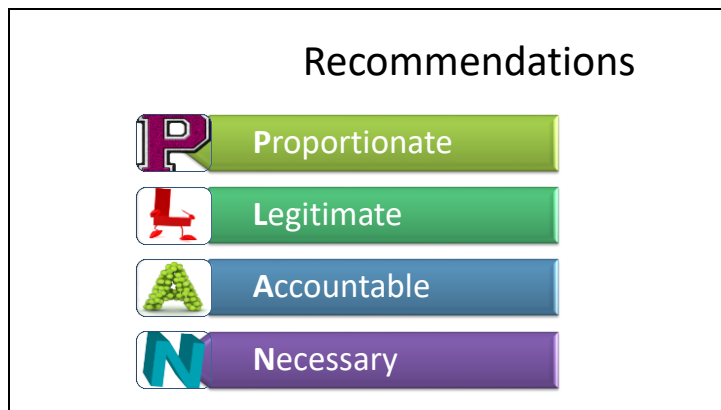 Recommendations
P Proportionate
L Legitimate
A Accountable
N Necessary